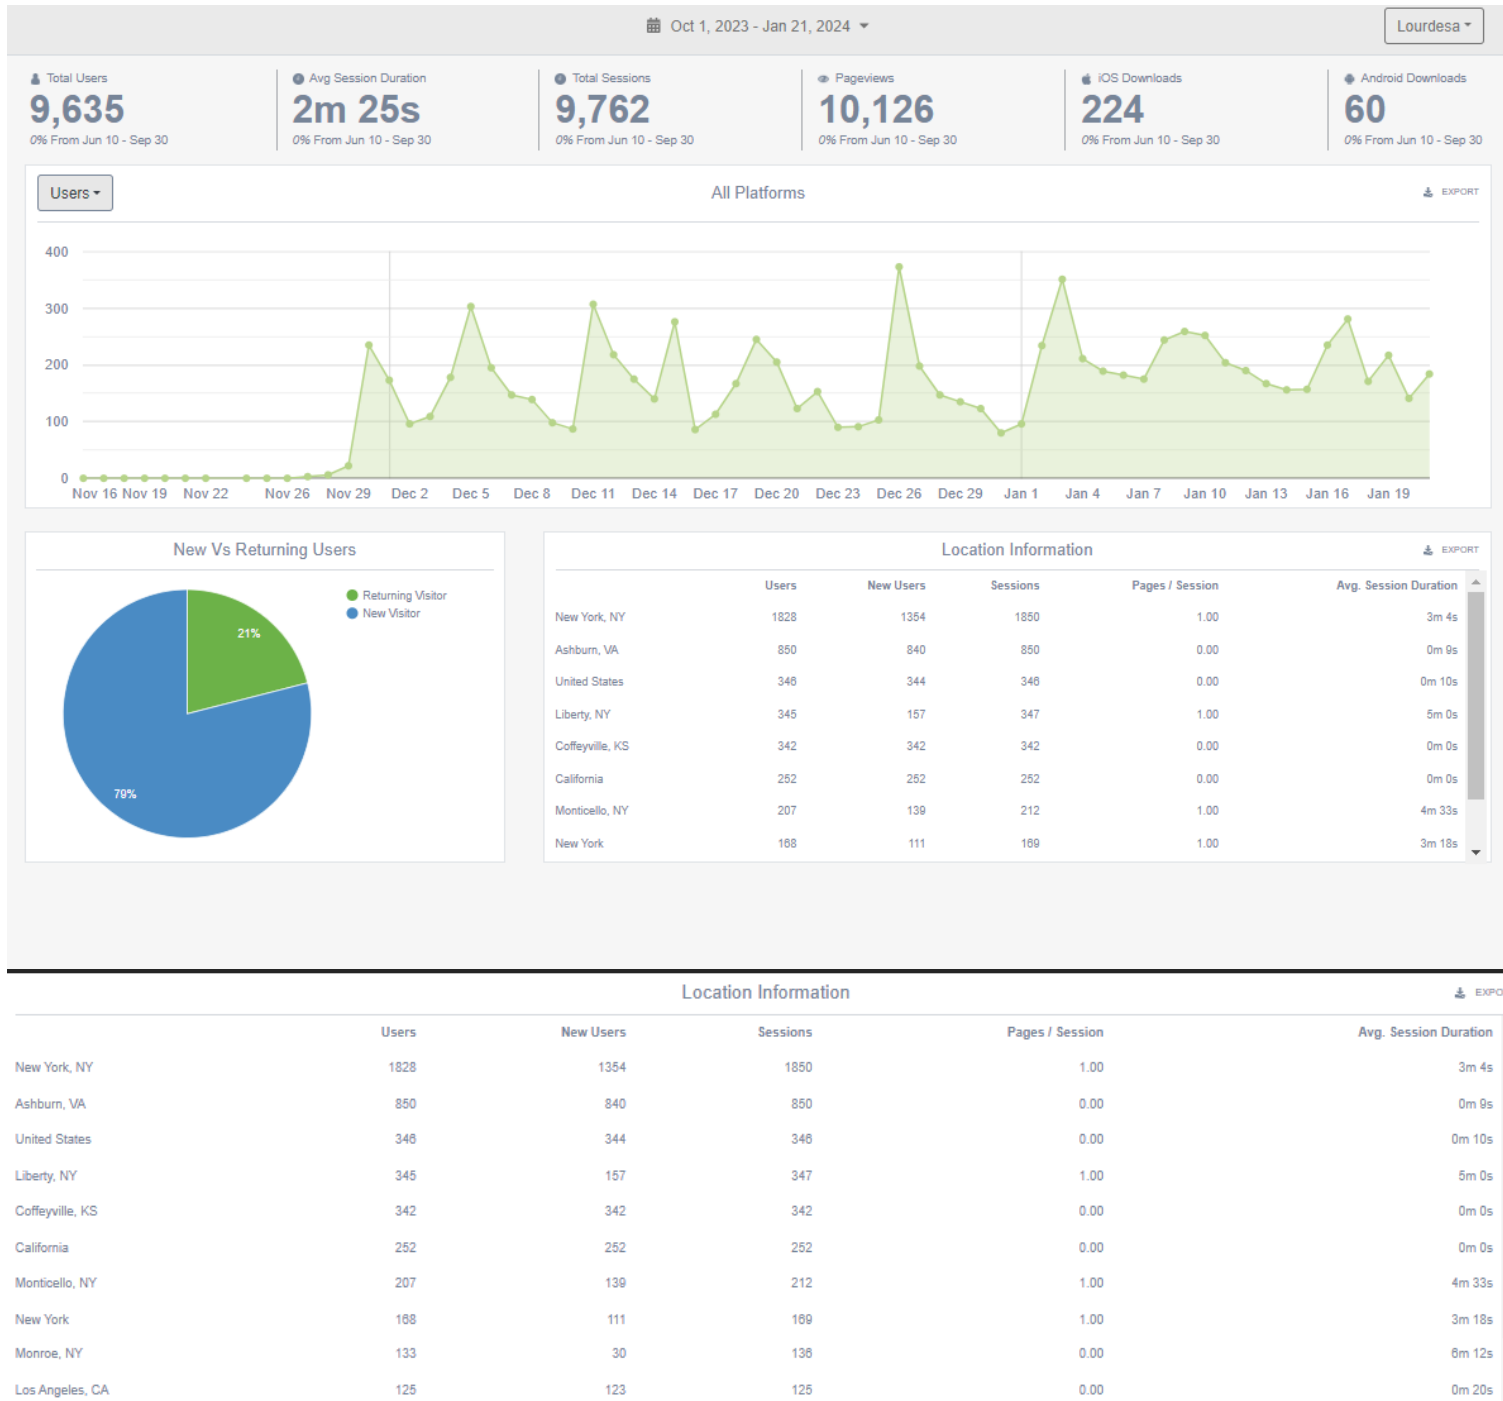 Oct 1, 2023 - Jan 21, 2024
Lourdesa
Total Users
9,635
0% From Jun 10 - Sep 30
Avg Session Duration
2m 25s
0% From Jun 10 - Sep 30
Total Sessions
9,762
0% From Jun 10 - Sep 30
Pageviews
10,126
0% From Jun 10 - Sep 30
iOS Downloads
224
0% From Jun 10 - Sep 30
Android Downloads
60
0% From Jun 10 - Sep 30
Users
All Platforms
EXPORT
400
300
200
100
0
Nov 16 Nov 19 Nov 22 Nov 26 Nov 29 Dec 2 Dec 5 Dec 8 Dec 11 Dec 14 Dec 17 Dec 20 Dec 23 Dec 26 Dec 29 Jan 1 Jan 4 Jan 7 Jan 10 Jan 13 Jan 16 Jan 19
New Vs Returning Users
Returning Visitor
New Visitor
21%
79%
Location Information
EXPORT
Users New Users Sessions Pages / Session Avg. Session Duration
New York, NY 1828 1354 1850 1.00 3m 4s
Ashburn, VA 850 840 850 0.00 0m 9s
United States 346 344 346 0.00 0m 10s
Liberty, NY 345 157 347 1.00 5m 0s
Coffeyville, KS 342 342 342 0.00 0m 0s
California 252 252 252 0.00 0m 0s
Monticello, NY 207 139 212 1.00 4m 33s
New York 168 111 169 1.00 3m 18s
Location Information
EXPO
Users New Users Sessions Pages / Session Avg. Session Duration
New York, NY 1828 1354 1850 1.00 3m 4s
Ashburn, VA 850 840 850 0.00 0m 9s
United States 346 344 346 0.00 0m 10s
Liberty, NY 345 157 347 1.00 5m 0s
Coffeyville, KS 342 342 342 0.00 0m 0s
California 252 252 252 0.00 0m 0s
Monticello, NY 207 139 212 1.00 4m 33s
New York 168 111 169 1.00 3m 18s
Monroe, NY 133 30 136 0.00 6m 12s
Los Angeles, CA 125 123 125 0.00 0m 20s